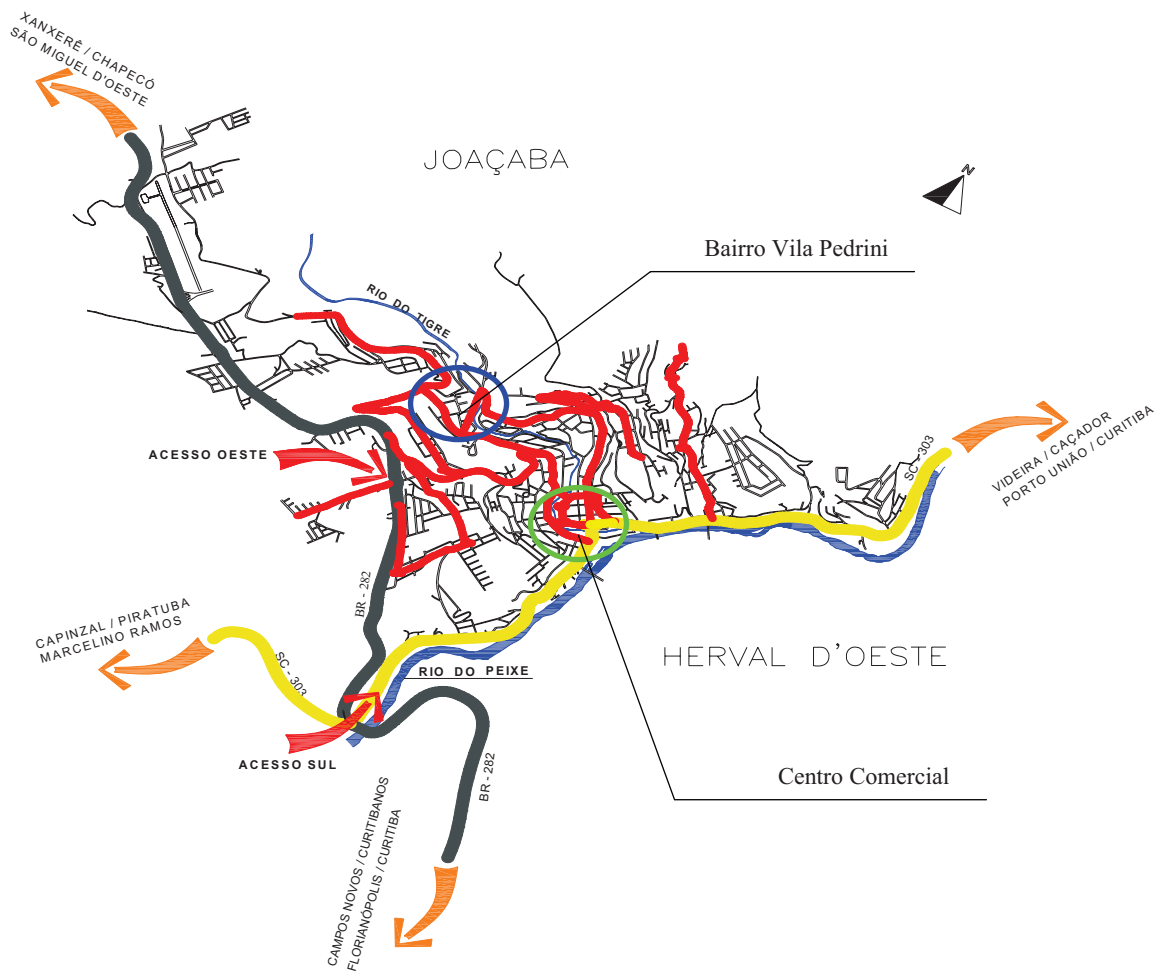 XANXERÊ / CHAPECÓ
SÃO MIGUEL D'OESTE
JOAÇABA
N
Bairro Vila Pedrini
RIO DO TIGRE
ACESSO OESTE
SC - 303
VIDEIRA / CAÇADOR
PORTO UNIÃO / CURITIBA
BR - 282
CAPINZAL / PIRATUBA
MARCELINO RAMOS
SC - 303
RIO DO PEIXE
HERVAL D'OESTE
ACESSO SUL
BR - 282
Centro Comercial
CAMPOS NOVOS / CURITIBANOS
FLORIANÓPOLIS / CURITIBA